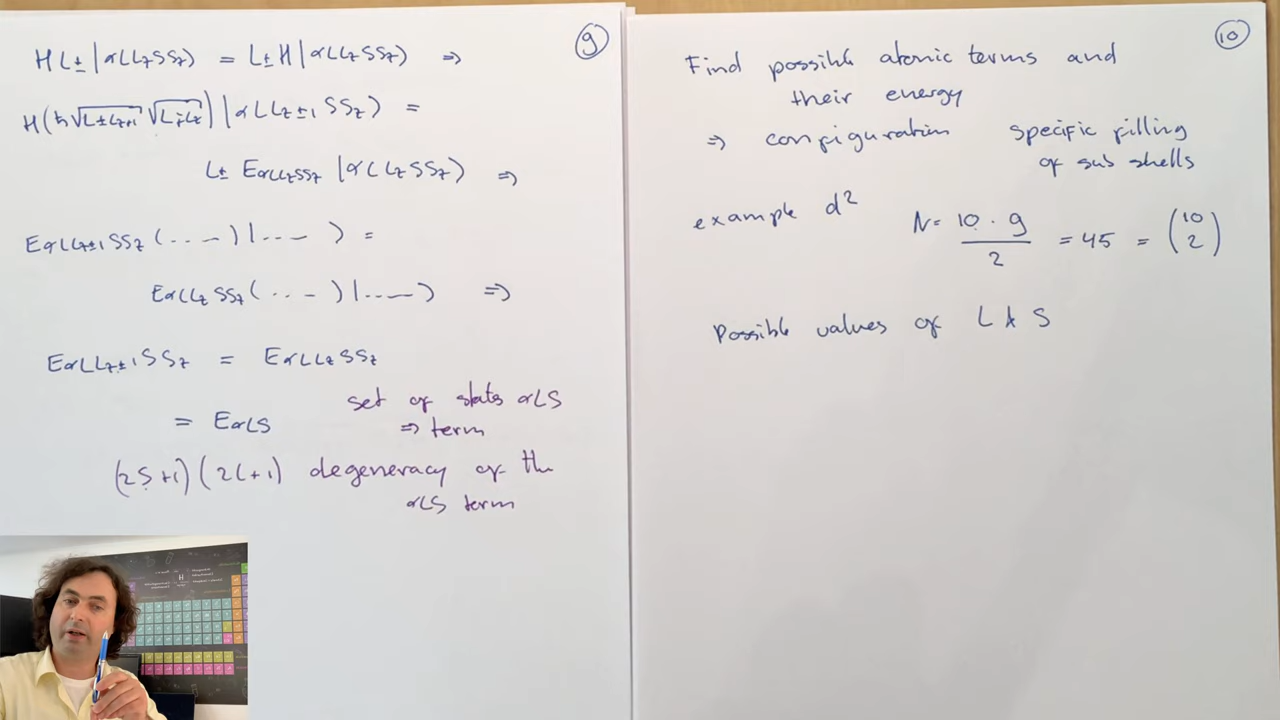 9
H L± |αLLzSSz⟩ = L± H |αLLzSSz⟩ ⇒
H(ħ √L±Lz+1 √L∓Lz) |αLLz±1 SSz⟩ =
L± EαLLzSSz |αLLzSSz⟩ ⇒
EαLLz±1SSz (.. .. —) |.... ⟩ =
EαLLzSSz (.. . —) |.. —⟩ ⇒
EαLLz±1SSz = EαLLzSSz
= EαLS
set of states αLS
⇒ term
(2S+1)(2L+1) degeneracy of the
αLS term
10
Find possible atomic terms and
their energy
⇒ configuration specific filling
of sub shells
example d² N = 10 · 9 / 2 = 45 = (10 2)
Possible values of L & S
H